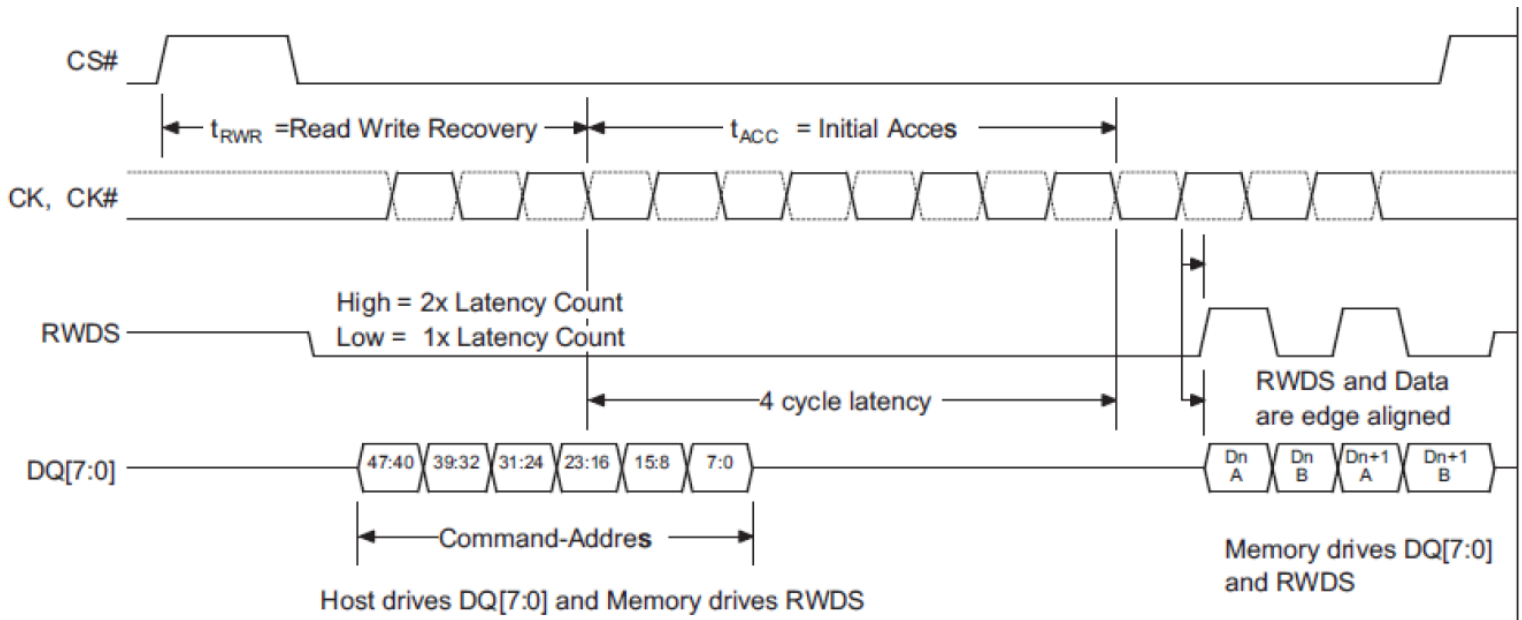 CS#
tRWR =Read Write Recovery
tACC = Initial Acces
CK, CK#
High = 2x Latency Count
RWDS
Low = 1x Latency Count
4 cycle latency
RWDS and Data
are edge aligned
DQ[7:0]
47:40 39:32 31:24 23:16 15:8 7:0
Dn Dn Dn+1 Dn+1
A B A B
Command-Addres
Memory drives DQ[7:0]
and RWDS
Host drives DQ[7:0] and Memory drives RWDS